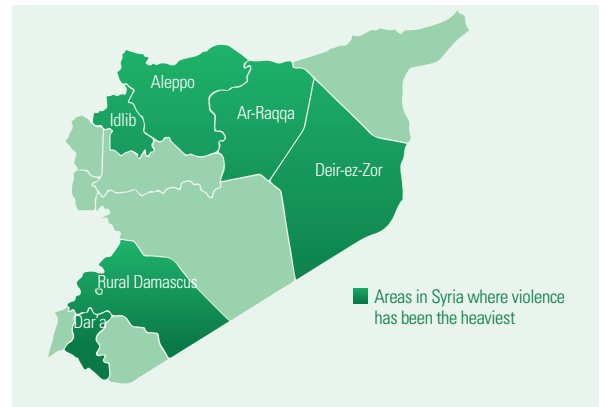 Aleppo
Idlib
Ar-Raqqa
Deir-ez-Zor
Rural Damascus
Dar'a
Areas in Syria where violence
has been the heaviest